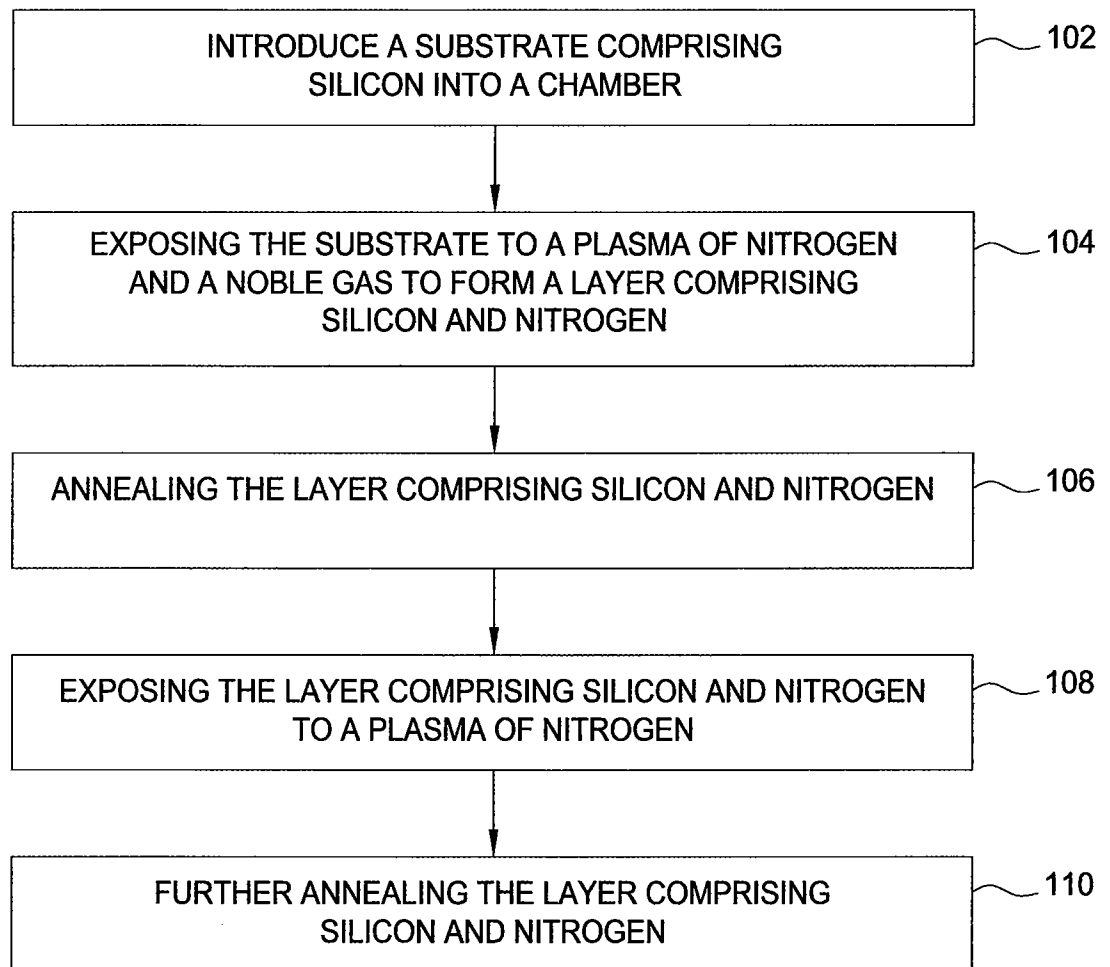 INTRODUCE A SUBSTRATE COMPRISING
SILICON INTO A CHAMBER
102
EXPOSING THE SUBSTRATE TO A PLASMA OF NITROGEN
AND A NOBLE GAS TO FORM A LAYER COMPRISING
SILICON AND NITROGEN
104
ANNEALING THE LAYER COMPRISING SILICON AND NITROGEN
106
EXPOSING THE LAYER COMPRISING SILICON AND NITROGEN
TO A PLASMA OF NITROGEN
108
FURTHER ANNEALING THE LAYER COMPRISING
SILICON AND NITROGEN
110